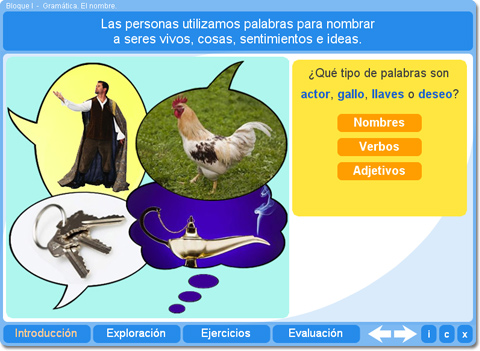 Bloque I - Gramática. El nombre.
Las personas utilizamos palabras para nombrar
a seres vivos, cosas, sentimientos e ideas.
¿Qué tipo de palabras son
actor, gallo, llaves o deseo?
Nombres
Verbos
Adjetivos
Introducción
Exploración
Ejercicios
Evaluación
i
c
x